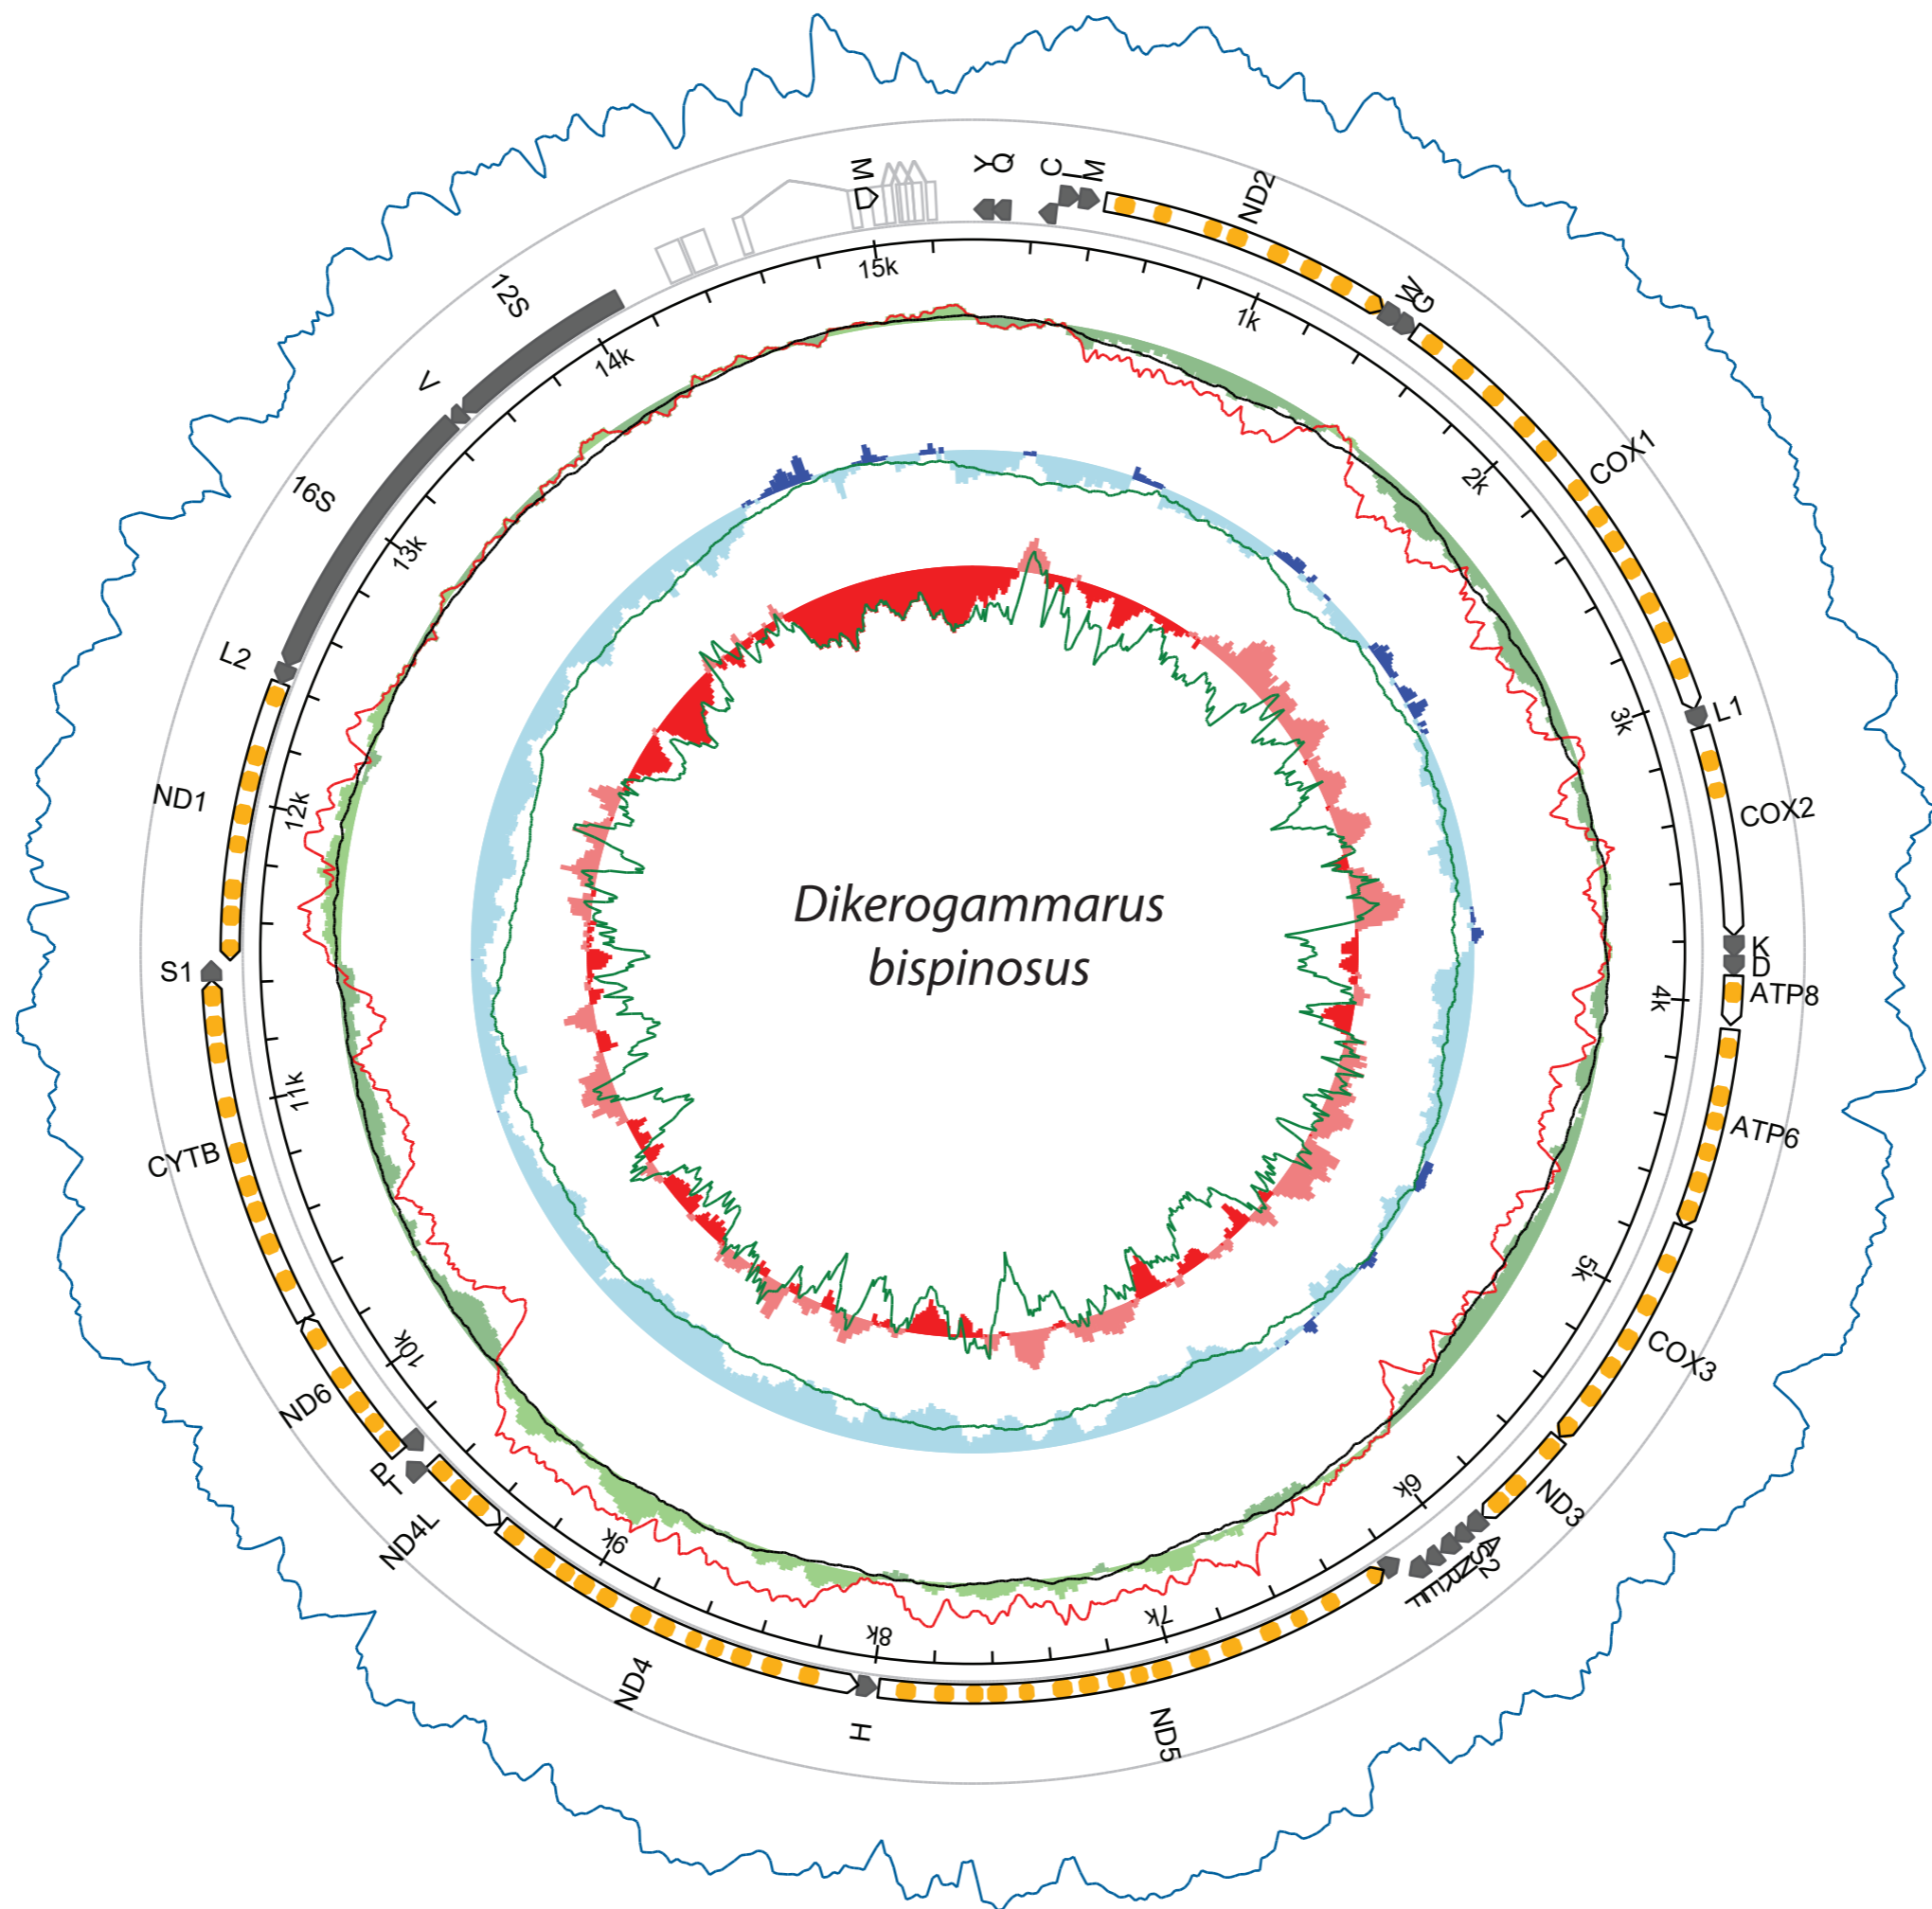 Dikerogammarus
bispinosus
M
Y
Q
C
I
M
ND2
W
G
COX1
L1
COX2
K
D
ATP8
ATP6
COX3
ND3
A
S2
N
R
E
F
ND5
H
ND4
ND4L
T
P
ND6
CYTB
S1
ND1
L2
16S
V
12S
1k
2k
3k
4k
5k
6k
7k
8k
9k
10k
11k
12k
13k
14k
15k